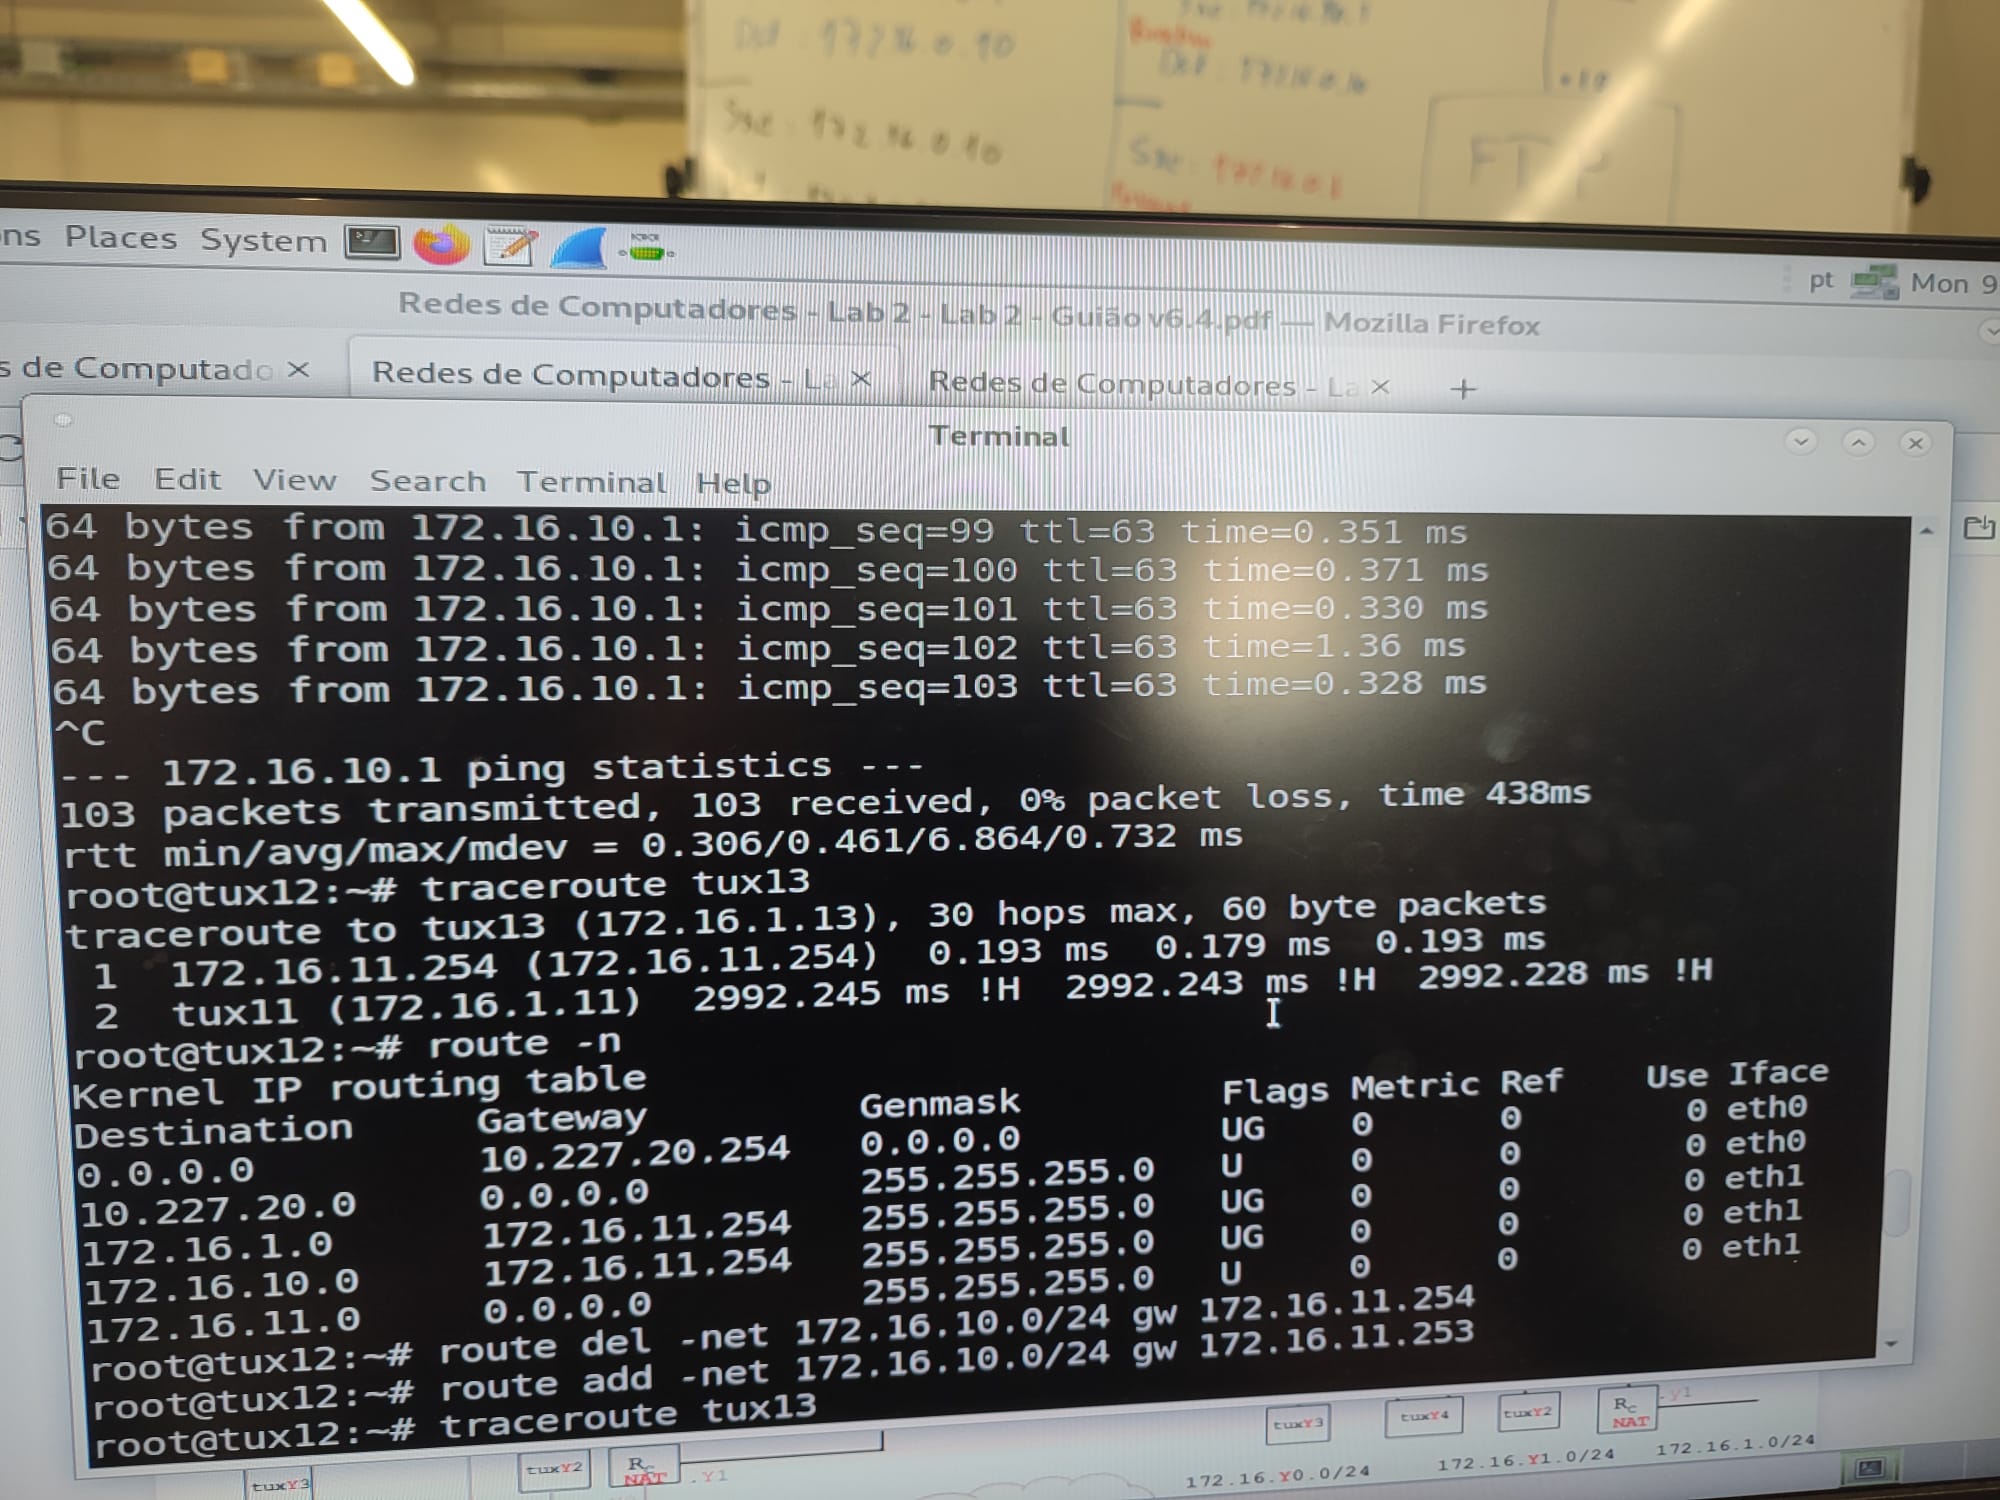 172.16.0.10
Src: 172.16.0.10
Src: 172.16.0.1
FTP
ns Places System
pt Mon 9
Redes de Computadores - Lab 2 - Lab 2 - Guião v6.4.pdf — Mozilla Firefox
s de Computado ×
Redes de Computadores - La ×
Redes de Computadores - La × +
Terminal
File Edit View Search Terminal Help
64 bytes from 172.16.10.1: icmp_seq=99 ttl=63 time=0.351 ms
64 bytes from 172.16.10.1: icmp_seq=100 ttl=63 time=0.371 ms
64 bytes from 172.16.10.1: icmp_seq=101 ttl=63 time=0.330 ms
64 bytes from 172.16.10.1: icmp_seq=102 ttl=63 time=1.36 ms
64 bytes from 172.16.10.1: icmp_seq=103 ttl=63 time=0.328 ms
^C
--- 172.16.10.1 ping statistics ---
103 packets transmitted, 103 received, 0% packet loss, time 438ms
rtt min/avg/max/mdev = 0.306/0.461/6.864/0.732 ms
root@tux12:~# traceroute tux13
traceroute to tux13 (172.16.1.13), 30 hops max, 60 byte packets
1 172.16.11.254 (172.16.11.254) 0.193 ms 0.179 ms 0.193 ms
2 tux11 (172.16.1.11) 2992.245 ms !H 2992.243 ms !H 2992.228 ms !H
root@tux12:~# route -n
Kernel IP routing table
Destination Gateway Genmask Flags Metric Ref Use Iface
0.0.0.0 10.227.20.254 0.0.0.0 UG 0 0 0 eth0
10.227.20.0 0.0.0.0 255.255.255.0 U 0 0 0 eth0
172.16.1.0 172.16.11.254 255.255.255.0 UG 0 0 0 eth1
172.16.10.0 172.16.11.254 255.255.255.0 UG 0 0 0 eth1
172.16.11.0 0.0.0.0 255.255.255.0 U 0 0 0 eth1
root@tux12:~# route del -net 172.16.10.0/24 gw 172.16.11.254
root@tux12:~# route add -net 172.16.10.0/24 gw 172.16.11.253
root@tux12:~# traceroute tux13
tuxY3 tuxY4 tuxY2 Rc NAT .Y1
172.16.Y0.0/24 172.16.Y1.0/24 172.16.1.0/24
tuxY3 tuxY2 Rc NAT .Y1